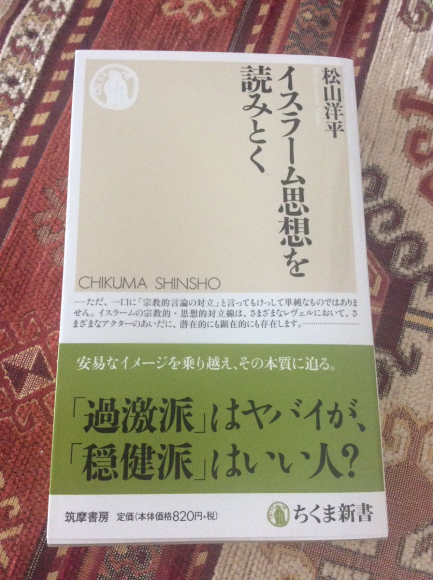 松山洋平
イスラーム思想を
読みとく
CHIKUMA SHINSHO
──ただ、一口に「宗教的言論の対立」と言ってもけっして単純なものではありま
せん。イスラームの宗教的・思想的対立線は、さまざまなレヴェルにおいて、さ
まざまなアクターのあいだに、潜在的にも顕在的にも存在します。
安易なイメージを乗り越え、その本質に迫る。
「過激派」はヤバイが、
「穏健派」はいい人?
筑摩書房 定価(本体価格820円+税) ちくま新書